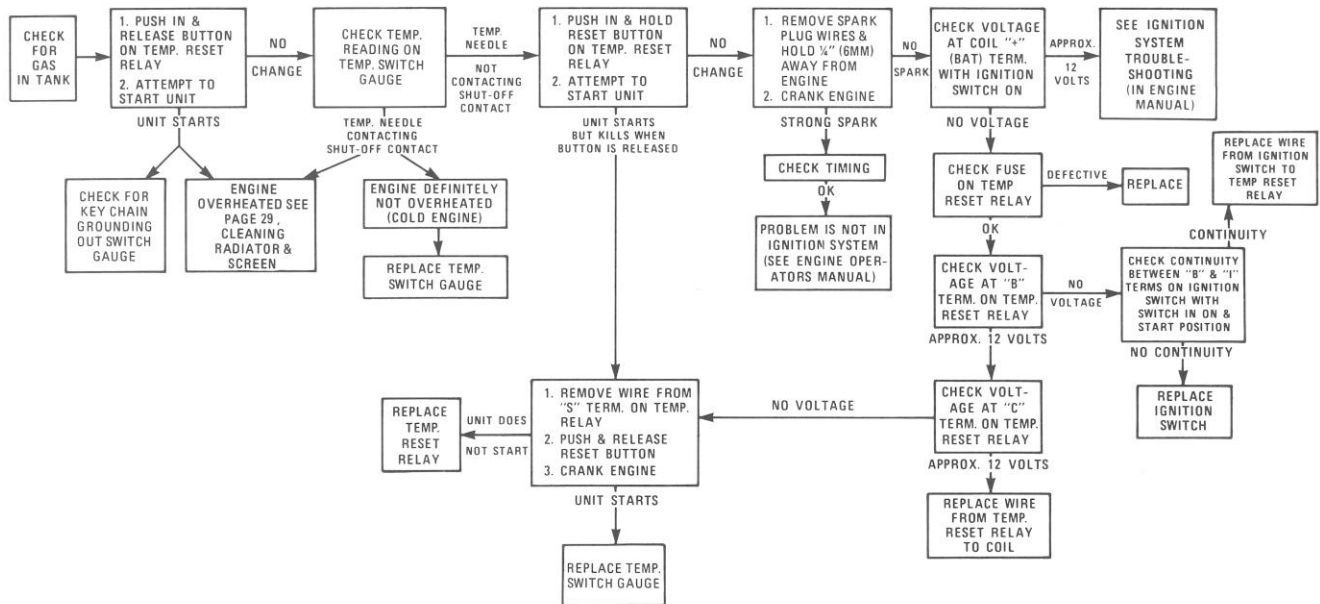 CHECK
FOR
GAS
IN TANK
1. PUSH IN &
RELEASE BUTTON
ON TEMP. RESET
RELAY
2. ATTEMPT TO
START UNIT
NO
CHANGE
UNIT STARTS
CHECK FOR
KEY CHAIN
GROUNDING
OUT SWITCH
GAUGE
ENGINE
OVERHEATED SEE
PAGE 29,
CLEANING
RADIATOR &
SCREEN
CHECK TEMP.
READING ON
TEMP. SWITCH
GAUGE
TEMP.
NEEDLE
NOT
CONTACTING
SHUT-OFF
CONTACT
TEMP. NEEDLE
CONTACTING
SHUT-OFF CONTACT
ENGINE DEFINITELY
NOT OVERHEATED
(COLD ENGINE)
REPLACE TEMP.
SWITCH GAUGE
1. PUSH IN & HOLD
RESET BUTTON
ON TEMP. RESET
RELAY
2. ATTEMPT TO
START UNIT
NO
CHANGE
UNIT STARTS
BUT KILLS WHEN
BUTTON IS RELEASED
1. REMOVE SPARK
PLUG WIRES &
HOLD ¼" (6MM)
AWAY FROM
ENGINE
2. CRANK ENGINE
NO
SPARK
STRONG SPARK
CHECK TIMING
OK
PROBLEM IS NOT IN
IGNITION SYSTEM
(SEE ENGINE OPER-
ATORS MANUAL)
CHECK VOLTAGE
AT COIL "+"
(BAT) TERM.
WITH IGNITION
SWITCH ON
APPROX.
12 VOLTS
SEE IGNITION
SYSTEM
TROUBLE-
SHOOTING
(IN ENGINE
MANUAL)
NO VOLTAGE
CHECK FUSE
ON TEMP
RESET RELAY
DEFECTIVE
REPLACE
OK
CHECK VOLT-
AGE AT "B"
TERM. ON TEMP.
RESET RELAY
NO
VOLTAGE
CHECK CONTINUITY
BETWEEN "B" & "I"
TERMS ON IGNITION
SWITCH WITH
SWITCH IN ON &
START POSITION
CONTINUITY
REPLACE WIRE
FROM IGNITION
SWITCH TO
TEMP RESET
RELAY
NO CONTINUITY
REPLACE
IGNITION
SWITCH
APPROX. 12 VOLTS
CHECK VOLT-
AGE AT "C"
TERM. ON TEMP.
RESET RELAY
NO VOLTAGE
APPROX. 12 VOLTS
REPLACE WIRE
FROM TEMP.
RESET RELAY
TO COIL
1. REMOVE WIRE FROM
"S" TERM. ON TEMP.
RELAY
2. PUSH & RELEASE
RESET BUTTON
3. CRANK ENGINE
UNIT DOES
NOT START
REPLACE
TEMP.
RESET
RELAY
UNIT STARTS
REPLACE TEMP.
SWITCH GAUGE